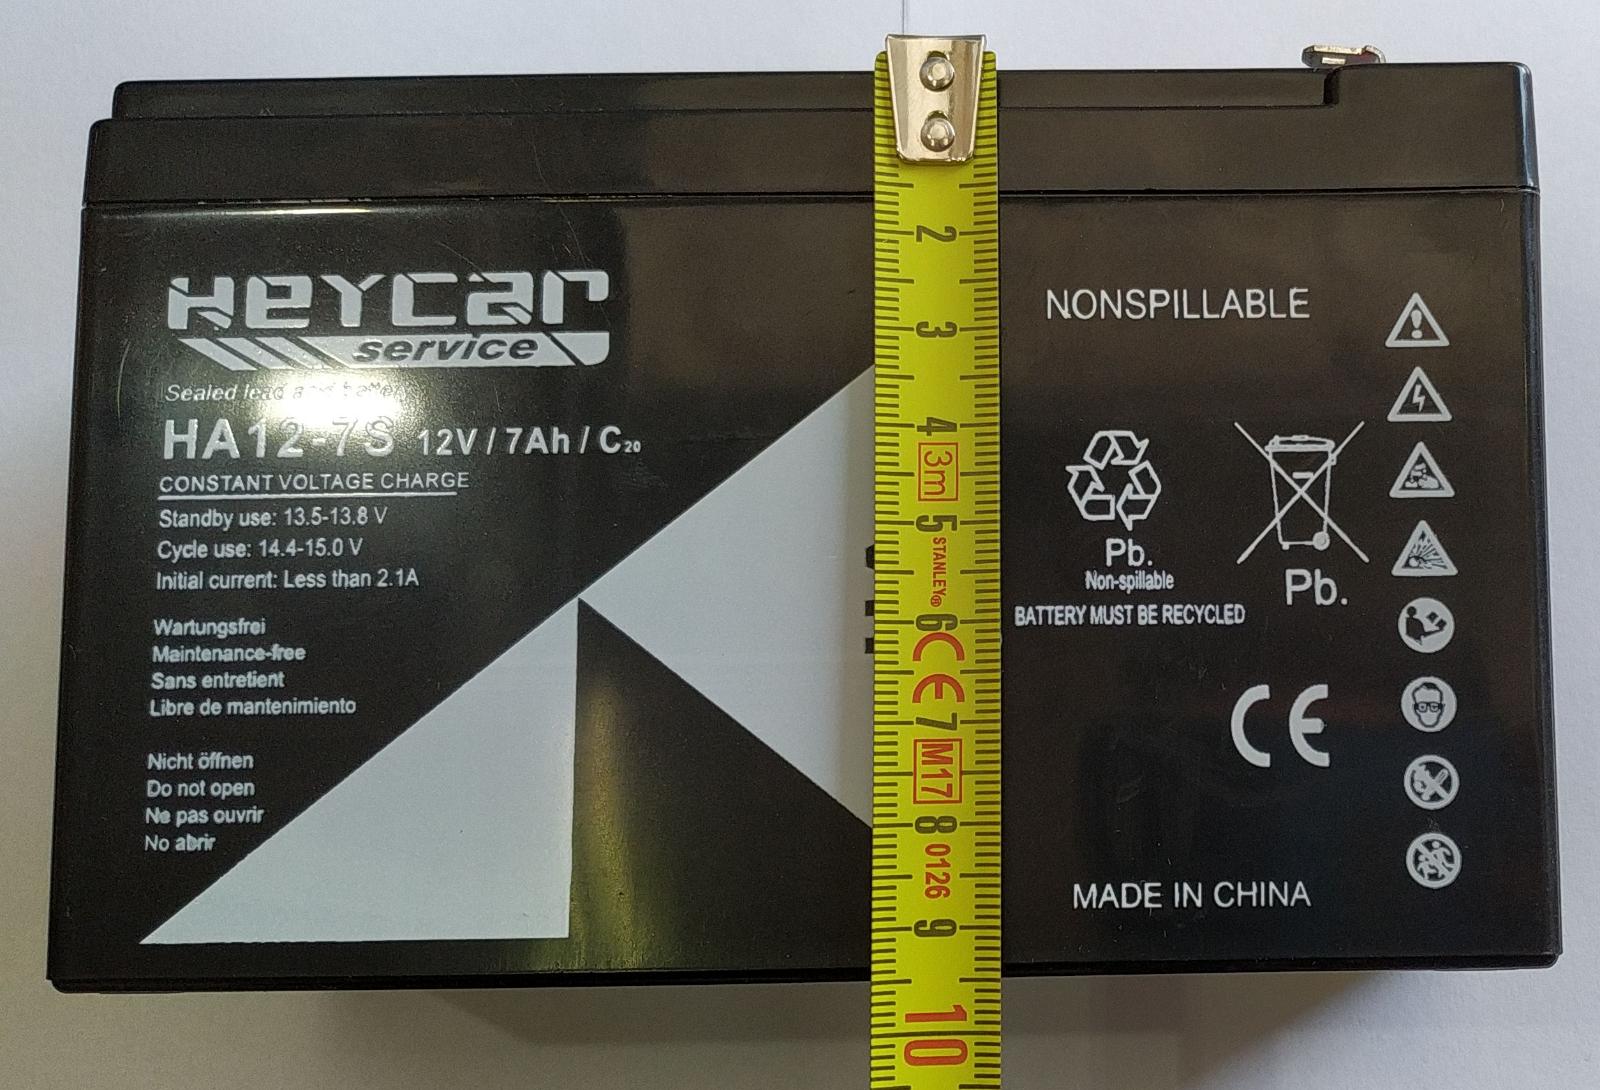 HEYCAR
service
Sealed lead acid battery
HA12-7S 12V / 7Ah / C20
CONSTANT VOLTAGE CHARGE
Standby use: 13.5-13.8 V
Cycle use: 14.4-15.0 V
Initial current: Less than 2.1A
Wartungsfrei
Maintenance-free
Sans entretient
Libre de mantenimiento
Nicht öffnen
Do not open
Ne pas ouvrir
No abrir
2
3
4
3m
5
STANLEY®
6
CE
7
M17
8
0126
9
10
NONSPILLABLE
Pb.
Non-spillable
BATTERY MUST BE RECYCLED
Pb.
CE
MADE IN CHINA